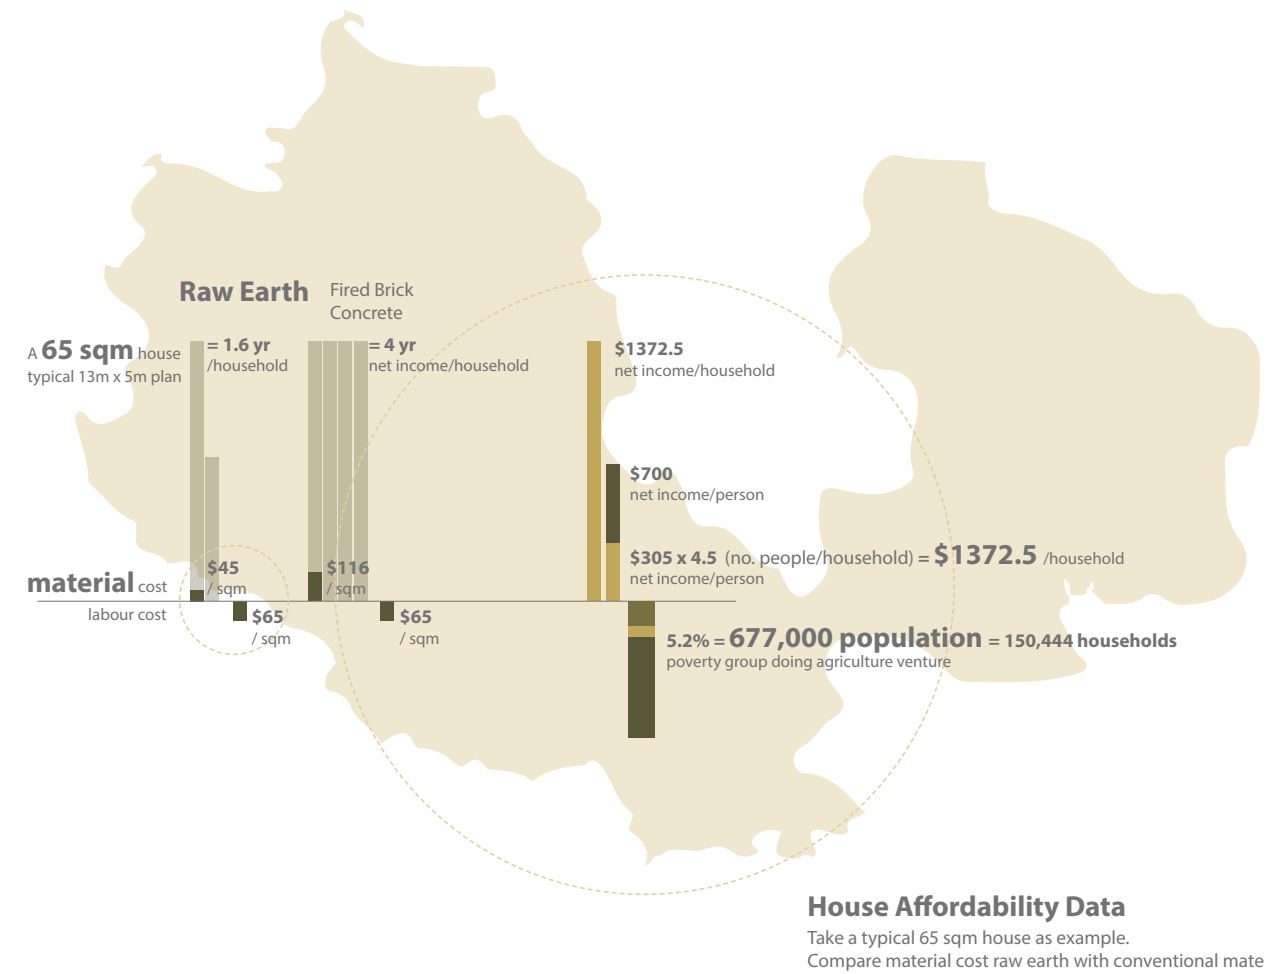 Raw Earth
Fired Brick
Concrete
A 65 sqm house
typical 13m x 5m plan
= 1.6 yr
/household
= 4 yr
net income/household
$1372.5
net income/household
$700
net income/person
$305 x 4.5 (no. people/household) = $1372.5 /household
net income/person
material cost
labour cost
$45
/ sqm
$116
/ sqm
$65
/ sqm
$65
/ sqm
5.2% = 677,000 population = 150,444 households
poverty group doing agriculture venture
House Affordability Data
Take a typical 65 sqm house as example.
Compare material cost raw earth with conventional mate